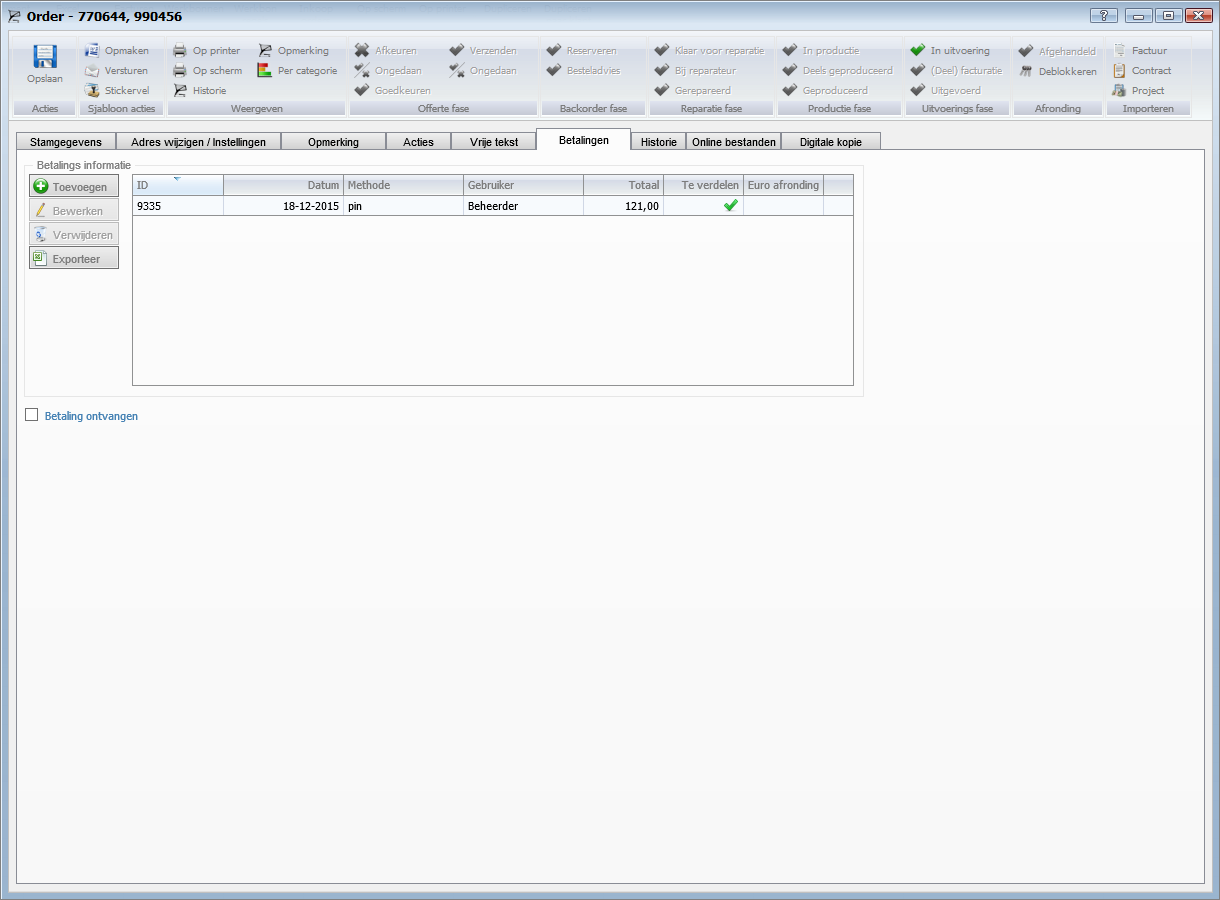 Order - 770644, 990456
?
Opslaan
Acties
Opmaken
Versturen
Stickervel
Sjabloon acties
Op printer
Op scherm
Historie
Opmerking
Per categorie
Weergeven
Afkeuren
Ongedaan
Goedkeuren
Verzenden
Ongedaan
Offerte fase
Reserveren
Besteladvies
Backorder fase
Klaar voor reparatie
Bij reparateur
Gerepareerd
Reparatie fase
In productie
Deels geproduceerd
Geproduceerd
Productie fase
In uitvoering
(Deel) facturatie
Uitgevoerd
Uitvoerings fase
Afgehandeld
Deblokkeren
Afronding
Factuur
Contract
Project
Importeren
Stamgegevens
Adres wijzigen / Instellingen
Opmerking
Acties
Vrije tekst
Betalingen
Historie
Online bestanden
Digitale kopie
Betalings informatie
Toevoegen
Bewerken
Verwijderen
Exporteer
ID Datum Methode Gebruiker Totaal Te verdelen Euro afronding
9335 18-12-2015 pin Beheerder 121,00
Betaling ontvangen